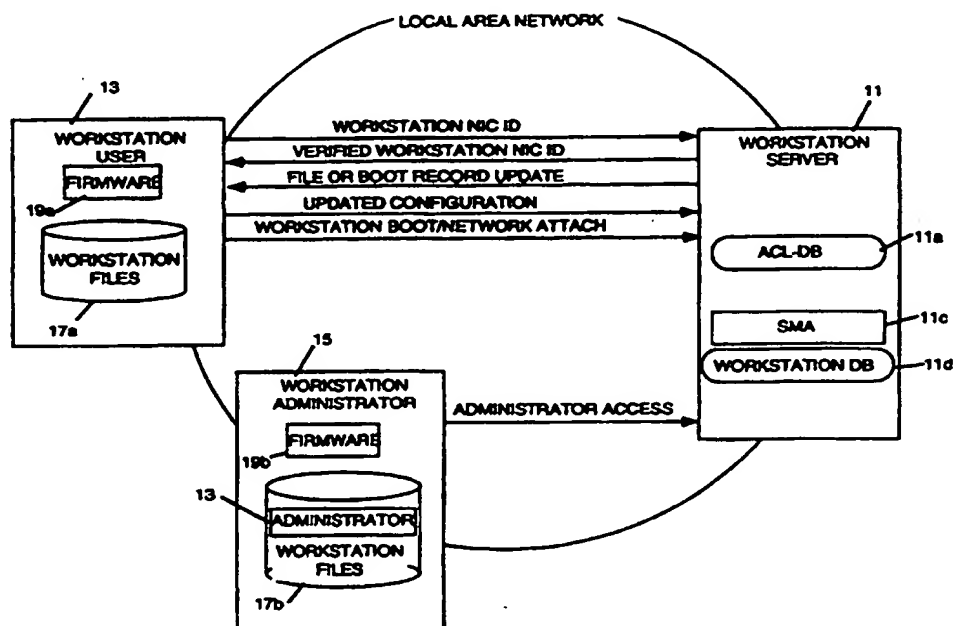 LOCAL AREA NETWORK
13
WORKSTATION
USER
FIRMWARE
19a
WORKSTATION
FILES
17a
WORKSTATION NIC ID
VERIFIED WORKSTATION NIC ID
FILE OR BOOT RECORD UPDATE
UPDATED CONFIGURATION
WORKSTATION BOOT/NETWORK ATTACH
11
WORKSTATION
SERVER
ACL-DB
11a
SMA
11c
WORKSTATION DB
11d
15
WORKSTATION
ADMINISTRATOR
FIRMWARE
19b
13
ADMINISTRATOR
WORKSTATION
FILES
17b
ADMINISTRATOR ACCESS